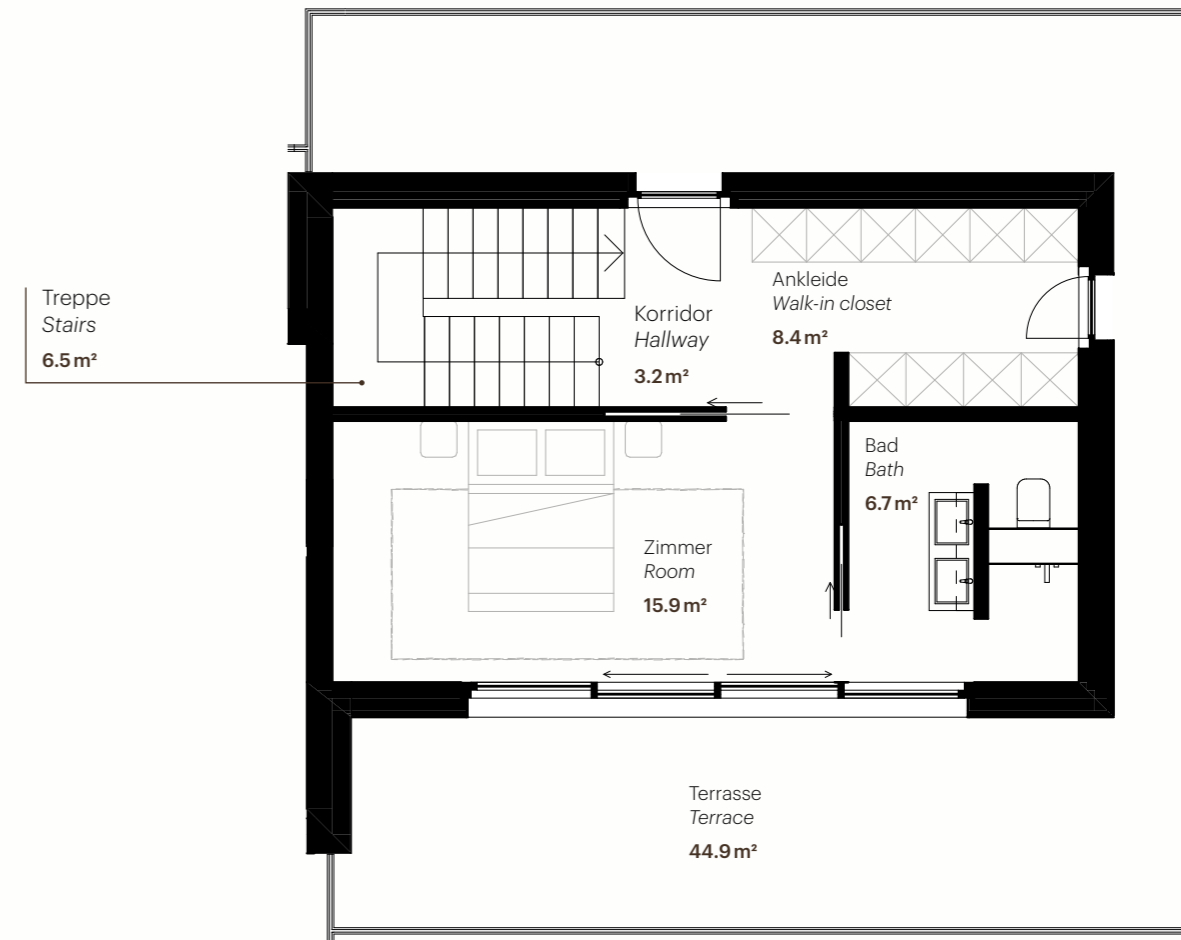 Treppe
Stairs
6.5 m²
Korridor
Hallway
3.2 m²
Ankleide
Walk-in closet
8.4 m²
Bad
Bath
6.7 m²
Zimmer
Room
15.9 m²
Terrasse
Terrace
44.9 m²